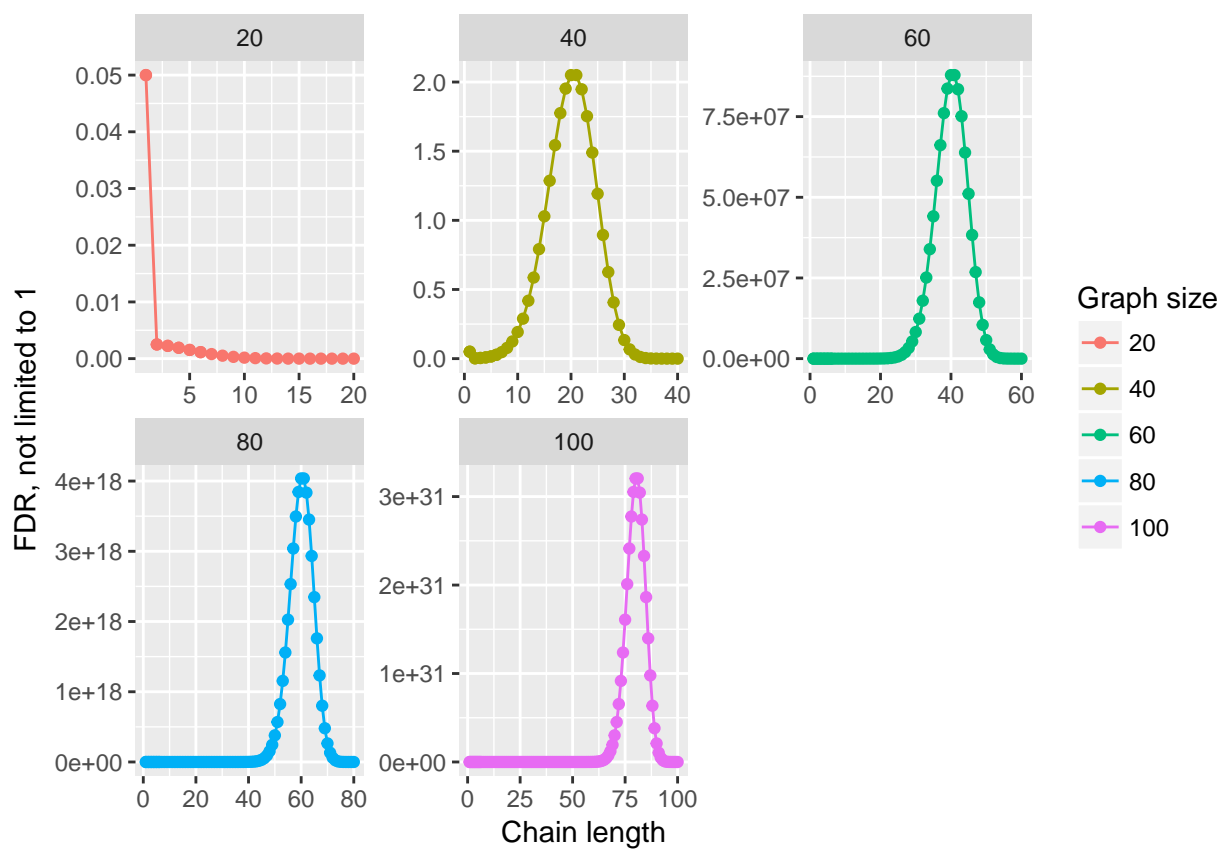 20
40
60
0.05
0.04
0.03
0.02
0.01
0.00
5 10 15 20
2.0
1.5
1.0
0.5
0.0
0 10 20 30 40
7.5e+07
5.0e+07
2.5e+07
0.0e+00
0 20 40 60
80
100
4e+18
3e+18
2e+18
1e+18
0e+00
0 20 40 60 80
3e+31
2e+31
1e+31
0e+00
0 25 50 75 100
Chain length
FDR, not limited to 1
Graph size
20
40
60
80
100